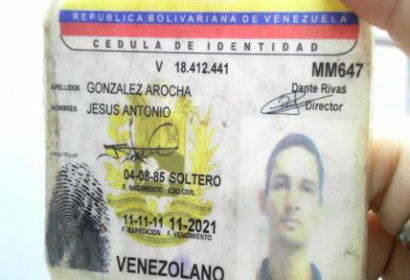 REPUBLICA BOLIVARIANA DE VENEZUELA
CEDULA DE IDENTIDAD
V 18.412.441 MM647
APELLIDOS GONZALEZ AROCHA Dante Rivas
NOMBRES JESUS ANTONIO Director
04-08-85 SOLTERO
F. NACIMIENTO EDO CIVIL
11-11-11 11-2021
F. EXPEDICION F. VENCIMIENTO
VENEZOLANO